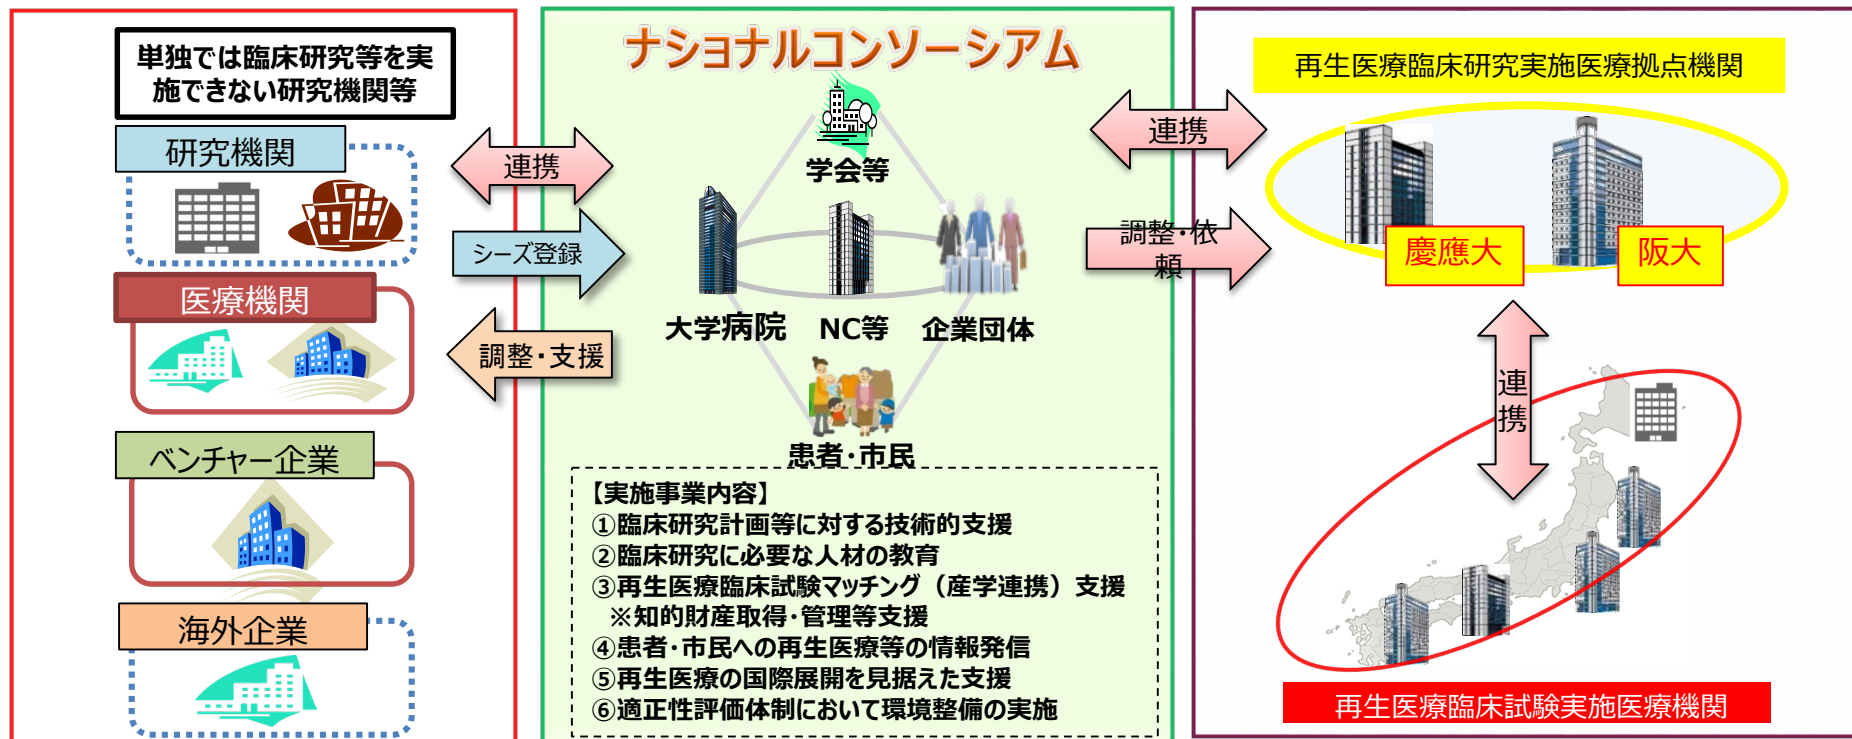 単独では臨床研究等を実
施できない研究機関等
研究機関
医療機関
ベンチャー企業
海外企業
連携
シーズ登録
調整・支援
ナショナルコンソーシアム
学会等
大学病院
NC等
企業団体
患者・市民
【実施事業内容】
①臨床研究計画等に対する技術的支援
②臨床研究に必要な人材の教育
③再生医療臨床試験マッチング（産学連携）支援
※知的財産取得・管理等支援
④患者・市民への再生医療等の情報発信
⑤再生医療の国際展開を見据えた支援
⑥適正性評価体制において環境整備の実施
連携
調整・依
頼
再生医療臨床研究実施医療拠点機関
慶應大
阪大
連
携
再生医療臨床試験実施医療機関